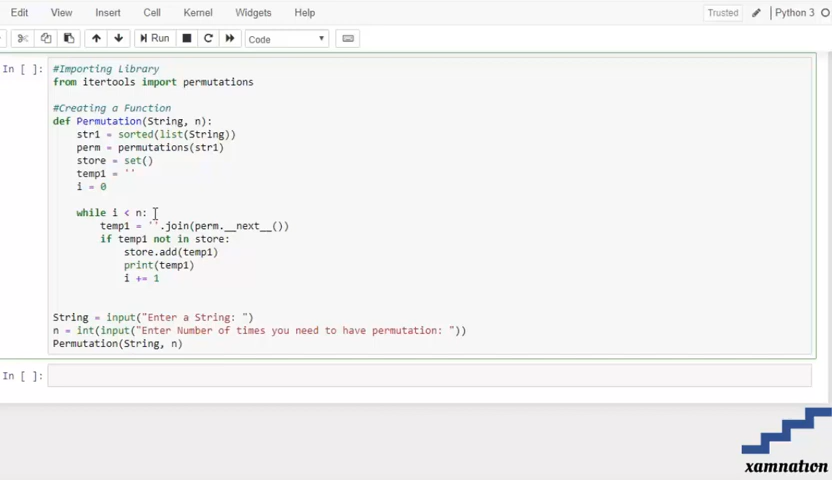 Edit View Insert Cell Kernel Widgets Help Trusted Python 3
Run Code
In [ ]: #Importing Library
from itertools import permutations
#Creating a Function
def Permutation(String, n):
str1 = sorted(list(String))
perm = permutations(str1)
store = set()
temp1 = ''
i = 0
while i < n:
temp1 = ''.join(perm.__next__())
if temp1 not in store:
store.add(temp1)
print(temp1)
i += 1
String = input("Enter a String: ")
n = int(input("Enter Number of times you need to have permutation: "))
Permutation(String, n)
In [ ]:
xamnation